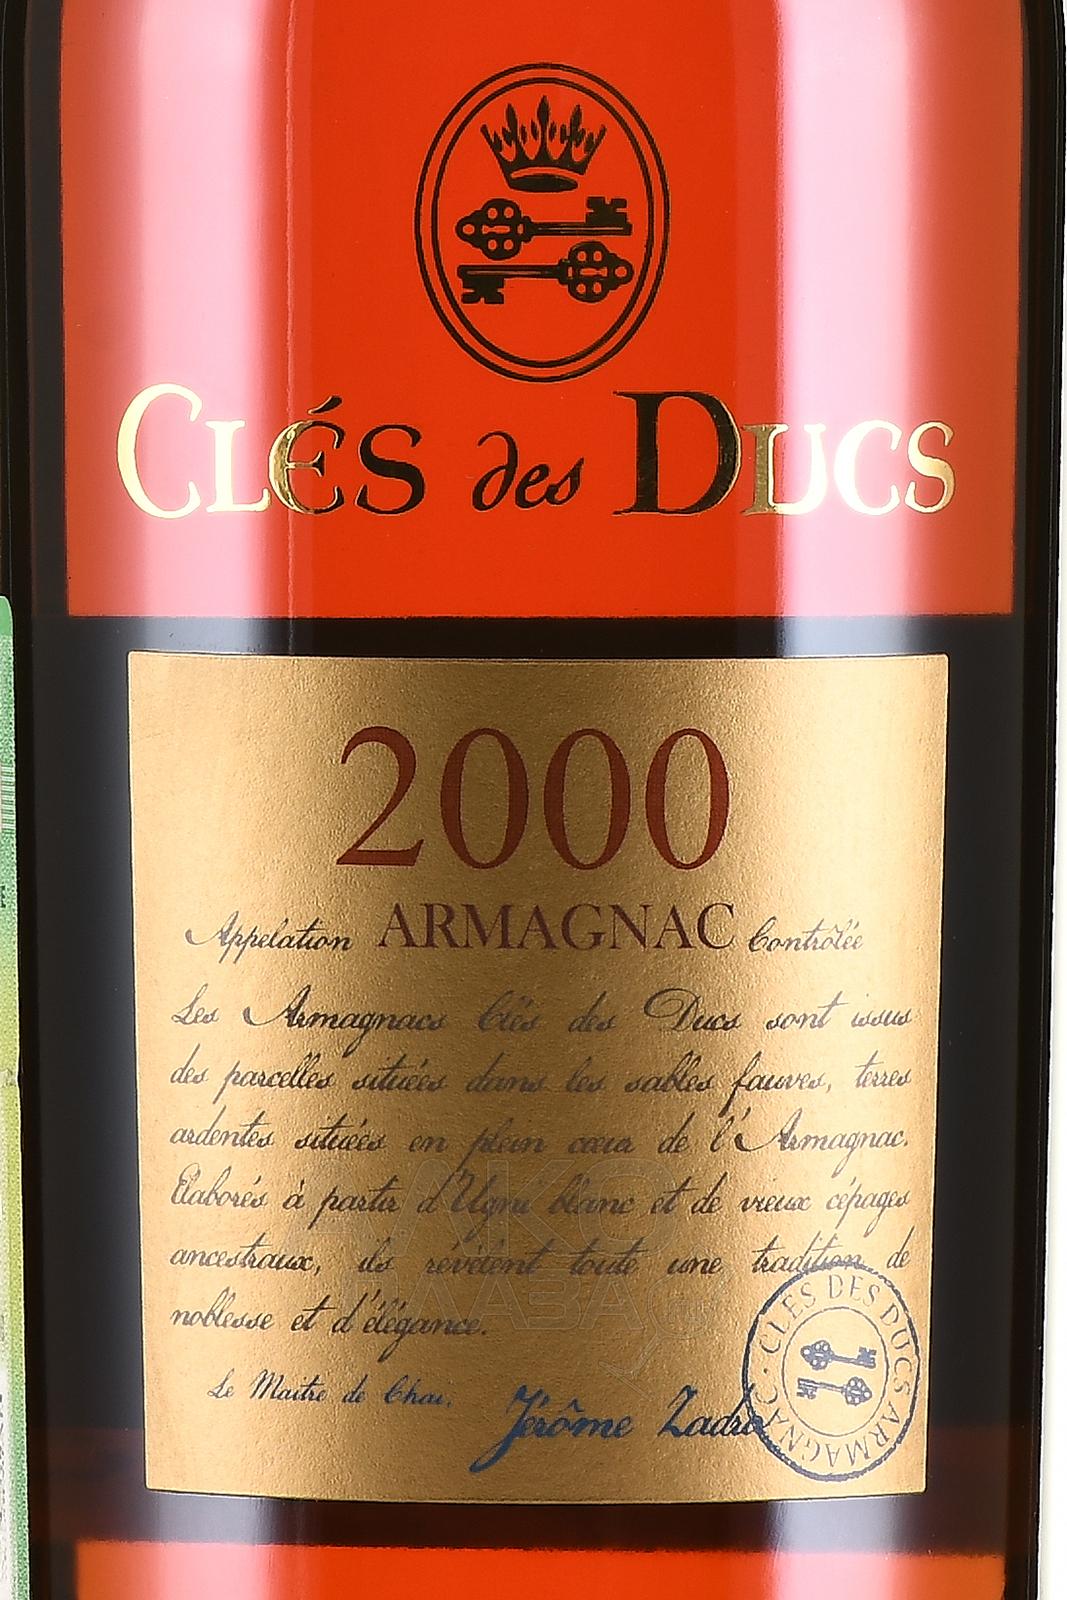 CLÉS des DUCS
2000
Appelation ARMAGNAC Contrôlée
Les Armagnacs Clés des Ducs sont issus
des parcelles situées dans les sables fauves, terres
ardentes situées en plein cœur de l'Armagnac.
Elaborés à partir d'Ugni blanc et de vieux cépages
ancestraux, ils révèlent toute une tradition de
noblesse et d'élégance.
Le Maître de Chai.
Jérôme Zadro
CLES DES DUCS ARMAGNAC